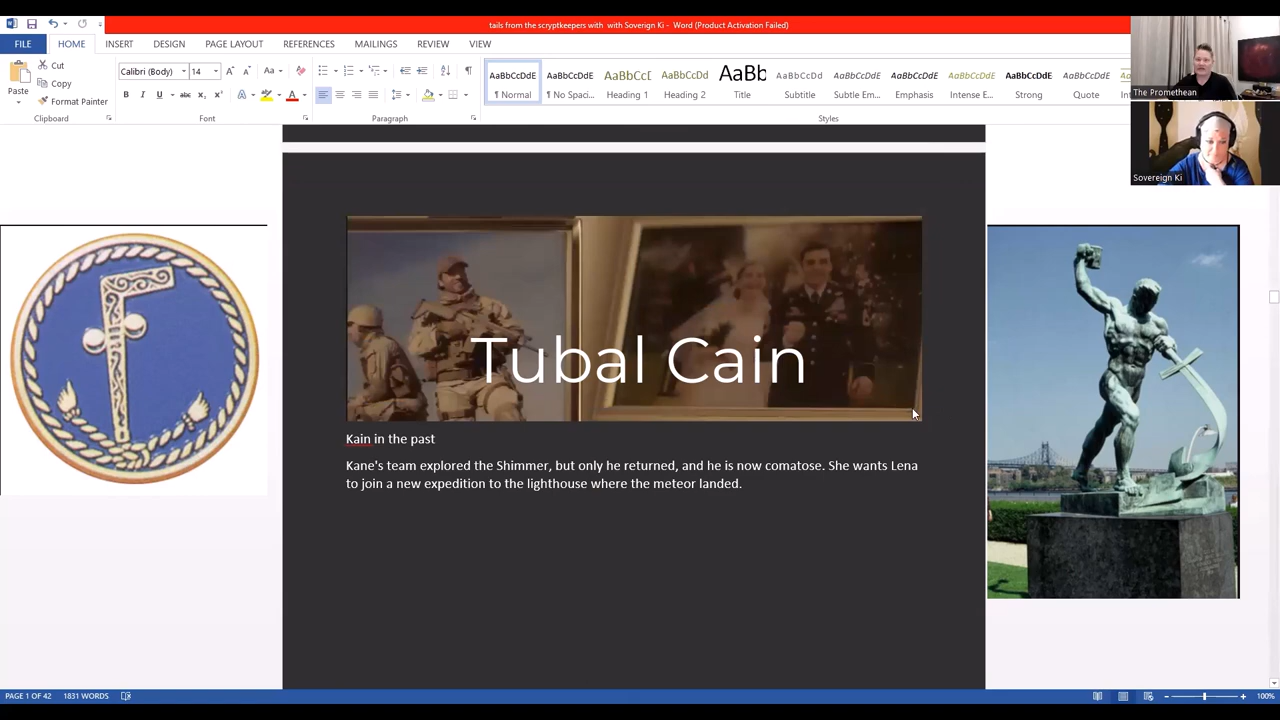 tails from the scryptkeepers with  with Soverign Ki -  Word (Product Activation Failed)
FILE HOME INSERT DESIGN PAGE LAYOUT REFERENCES MAILINGS REVIEW VIEW
Paste
Cut
Copy
Format Painter
Clipboard
Calibri (Body) 14
Font
Paragraph
AaBbCcDdE AaBbCcDdE AaBbCcI AaBbCcDd AaBb AaBbCcDd AaBbCcDdE AaBbCcDdE AaBbCcDdE AaBbCcDdE AaBbCcDdE
¶ Normal ¶ No Spaci... Heading 1 Heading 2 Title Subtitle Subtle Em... Emphasis Intense E... Strong Quote
Styles
The Promethean
Sovereign Ki
Tubal Cain
Kain in the past
Kane's team explored the Shimmer, but only he returned, and he is now comatose. She wants Lena
to join a new expedition to the lighthouse where the meteor landed.
PAGE 1 OF 42 1831 WORDS
100%